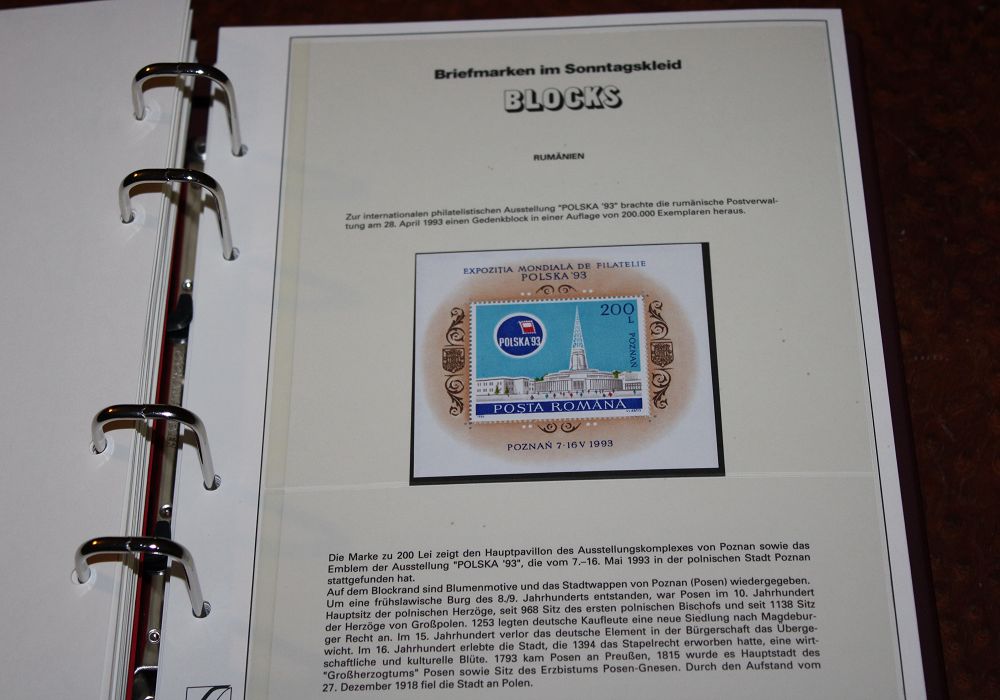 Briefmarken im Sonntagskleid
BLOCKS
RUMÄNIEN
Zur internationalen philatelistischen Ausstellung "POLSKA '93" brachte die rumänische Postverwal-
tung am 28. April 1993 einen Gedenkblock in einer Auflage von 200.000 Exemplaren heraus.
EXPOZIȚIA MONDIALĂ DE FILATELIE
POLSKA '93
200
L
POZNAN
POLSKA'93
POȘTA ROMÂNA
POZNAŃ 7-16 V 1993
Die Marke zu 200 Lei zeigt den Hauptpavillon des Ausstellungskomplexes von Poznan sowie das
Emblem der Ausstellung "POLSKA '93", die vom 7.–16. Mai 1993 in der polnischen Stadt Poznan
stattgefunden hat.
Auf dem Blockrand sind Blumenmotive und das Stadtwappen von Poznan (Posen) wiedergegeben.
Um eine frühslawische Burg des 8./9. Jahrhunderts entstanden, war Posen im 10. Jahrhundert
Hauptsitz der polnischen Herzöge, seit 968 Sitz des ersten polnischen Bischofs und seit 1138 Sitz
der Herzöge von Großpolen. 1253 legten deutsche Kaufleute eine neue Siedlung nach Magdebur-
ger Recht an. Im 15. Jahrhundert verlor das deutsche Element in der Bürgerschaft das Überge-
wicht. Im 16. Jahrhundert erlebte die Stadt, die 1394 das Stapelrecht erworben hatte, eine wirt-
schaftliche und kulturelle Blüte. 1793 kam Posen an Preußen, 1815 wurde es Hauptstadt des
"Großherzogtums" Posen sowie Sitz des Erzbistums Posen-Gnesen. Durch den Aufstand vom
27. Dezember 1918 fiel die Stadt an Polen.